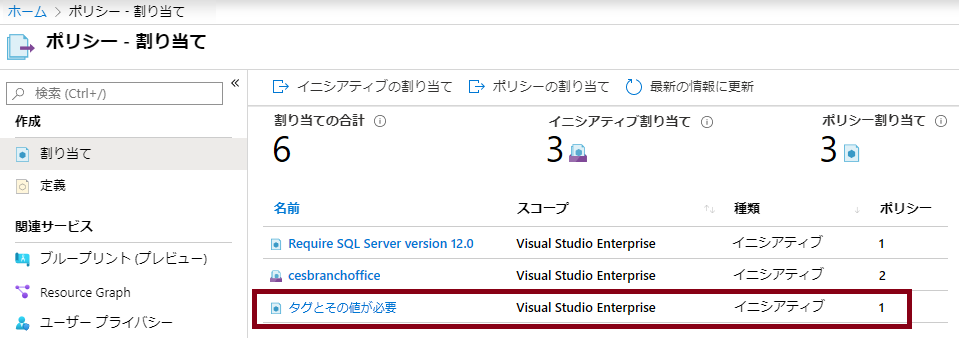 ホーム > ポリシー - 割り当て
ポリシー - 割り当て
検索 (Ctrl+/)
作成
割り当て
定義
関連サービス
ブループリント (プレビュー)
Resource Graph
ユーザー プライバシー
イニシアティブの割り当て ポリシーの割り当て 最新の情報に更新
割り当ての合計 イニシアティブ割り当て ポリシー割り当て
6 3 3
名前 スコープ 種類 ポリシー
Require SQL Server version 12.0 Visual Studio Enterprise イニシアティブ 1
cesbranchoffice Visual Studio Enterprise イニシアティブ 2
タグとその値が必要 Visual Studio Enterprise イニシアティブ 1